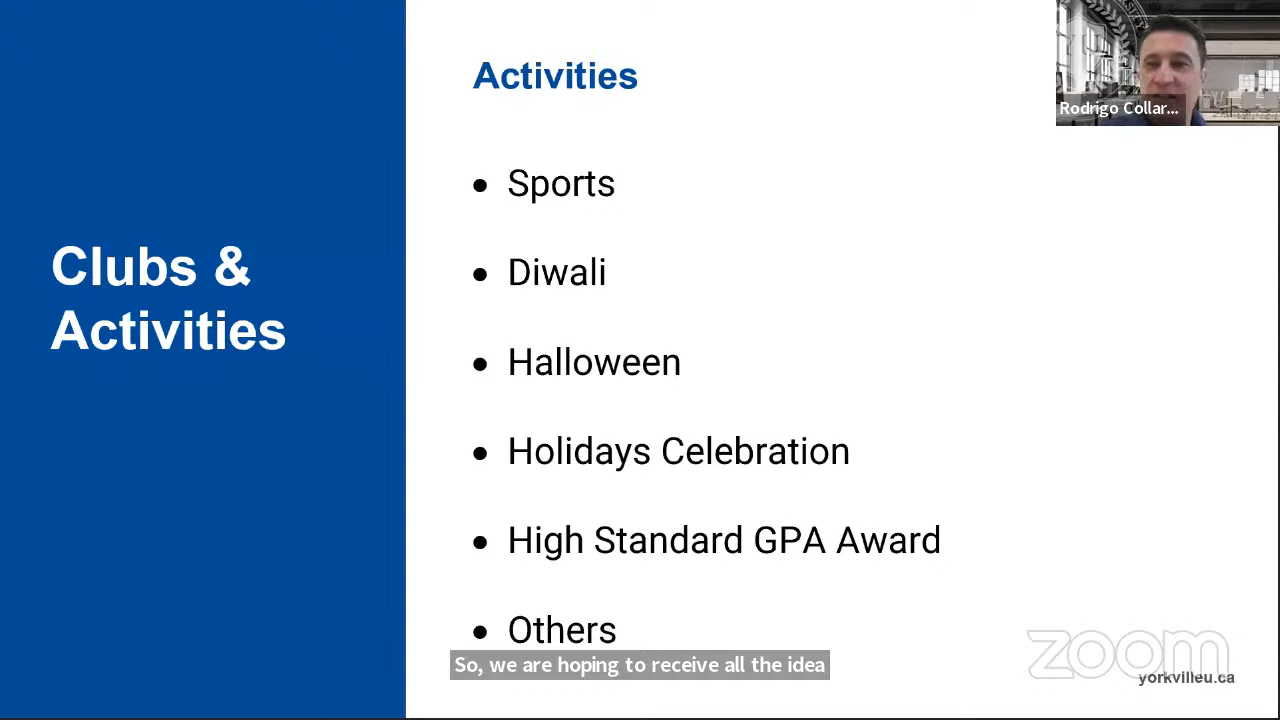 Activities
Rodrigo Collar...
Sports
Diwali
Clubs &
Activities
Halloween
Holidays Celebration
High Standard GPA Award
Others
So, we are hoping to receive all the idea
zoom
yorkvilleu.ca